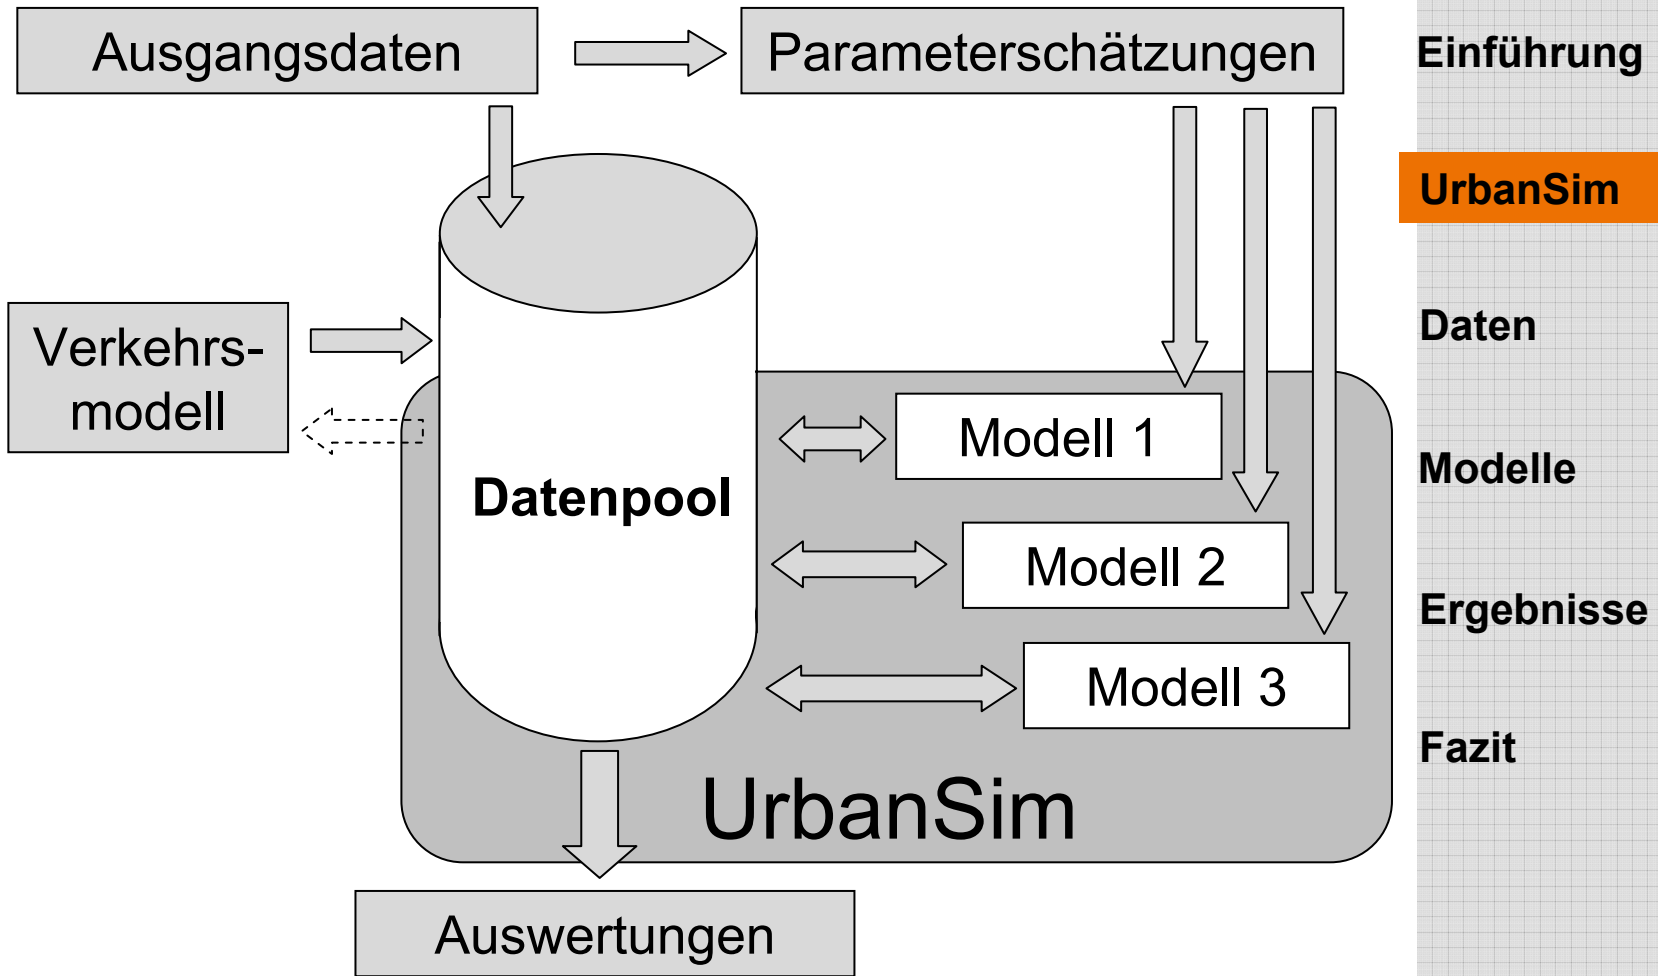 Ausgangsdaten
Parameterschätzungen
Verkehrs-
modell
Datenpool
Modell 1
Modell 2
Modell 3
UrbanSim
Auswertungen
Einführung
UrbanSim
Daten
Modelle
Ergebnisse
Fazit